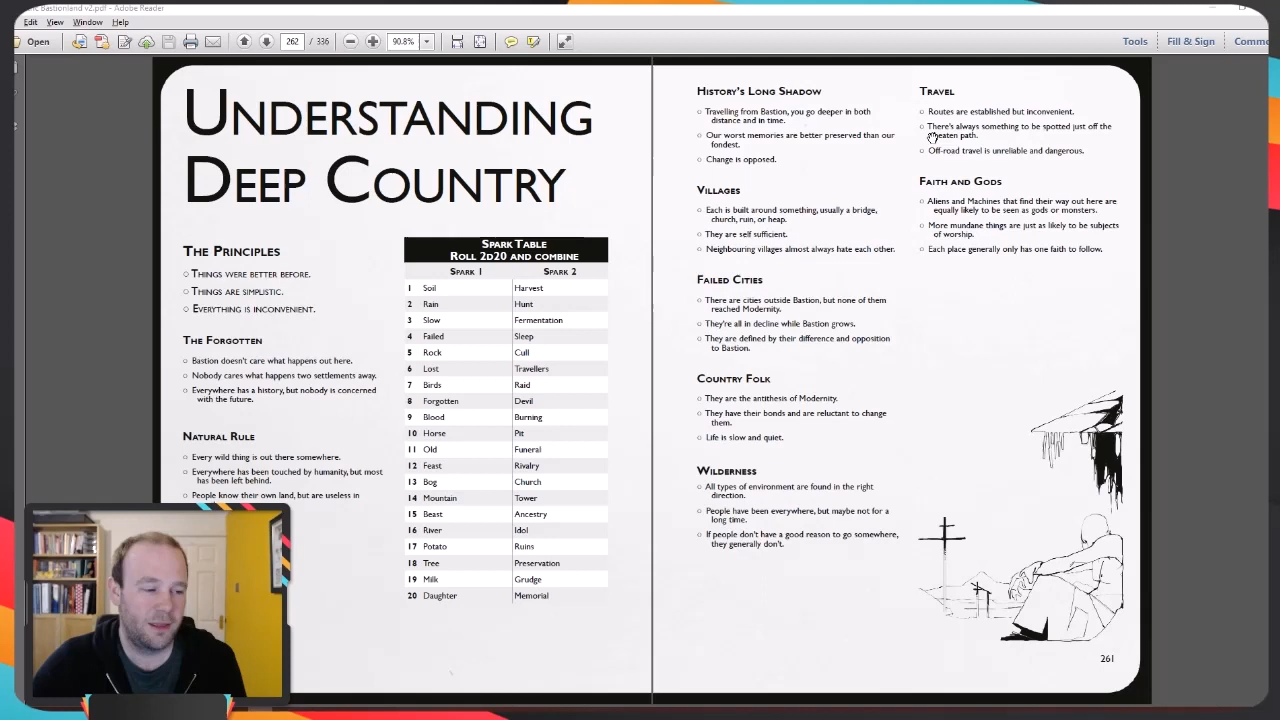 Bastionland v2.pdf - Adobe Reader
Edit View Window Help
Open
262 / 336
90.8%
Tools
Fill & Sign
UNDERSTANDING
DEEP COUNTRY
THE PRINCIPLES
○ THINGS WERE BETTER BEFORE.
○ THINGS ARE SIMPLISTIC.
○ EVERYTHING IS INCONVENIENT.
THE FORGOTTEN
○ Bastion doesn't care what happens out here.
○ Nobody cares what happens two settlements away.
○ Everywhere has a history, but nobody is concerned
with the future.
NATURAL RULE
○ Every wild thing is out there somewhere.
○ Everywhere has been touched by humanity, but most
has been left behind.
○ People know their own land, but are useless in
SPARK TABLE
ROLL 2D20 AND COMBINE
SPARK 1 SPARK 2
1 Soil Harvest
2 Rain Hunt
3 Slow Fermentation
4 Failed Sleep
5 Rock Cull
6 Lost Travellers
7 Birds Raid
8 Forgotten Devil
9 Blood Burning
10 Horse Pit
11 Old Funeral
12 Feast Rivalry
13 Bog Church
14 Mountain Tower
15 Beast Ancestry
16 River Idol
17 Potato Ruins
18 Tree Preservation
19 Milk Grudge
20 Daughter Memorial
HISTORY'S LONG SHADOW
○ Travelling from Bastion, you go deeper in both
distance and in time.
○ Our worst memories are better preserved than our
fondest.
○ Change is opposed.
VILLAGES
○ Each is built around something, usually a bridge,
church, ruin, or heap.
○ They are self sufficient.
○ Neighbouring villages almost always hate each other.
FAILED CITIES
○ There are cities outside Bastion, but none of them
reached Modernity.
○ They're all in decline while Bastion grows.
○ They are defined by their difference and opposition
to Bastion.
COUNTRY FOLK
○ They are the antithesis of Modernity.
○ They have their bonds and are reluctant to change
them.
○ Life is slow and quiet.
WILDERNESS
○ All types of environment are found in the right
direction.
○ People have been everywhere, but maybe not for a
long time.
○ If people don't have a good reason to go somewhere,
they generally don't.
TRAVEL
○ Routes are established but inconvenient.
○ There's always something to be spotted just off the
beaten path.
○ Off-road travel is unreliable and dangerous.
FAITH AND GODS
○ Aliens and Machines that find their way out here are
equally likely to be seen as gods or monsters.
○ More mundane things are just as likely to be subjects
of worship.
○ Each place generally only has one faith to follow.
261